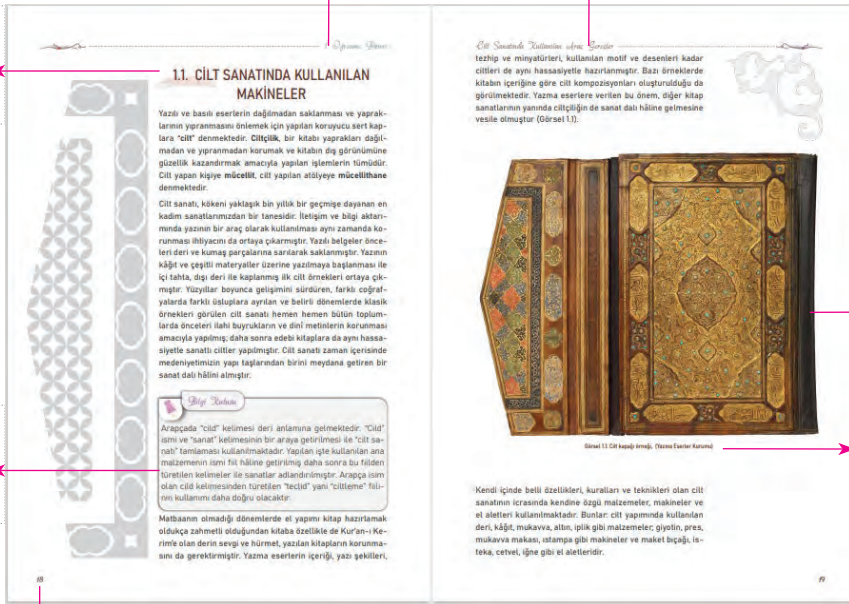 1. Öğrenme Birimi
1.1. CİLT SANATINDA KULLANILAN
MAKİNELER
Yazılı ve basılı eserlerin dağılmadan saklanması ve yaprak-
larının yıpranmasını önlemek için yapılan koruyucu sert kap-
lara “cilt” denmektedir. Ciltçilik, bir kitabı yaprakları dağıl-
madan ve yıpranmadan korumak ve kitabın dış görünümüne
güzellik kazandırmak amacıyla yapılan işlemlerin tümüdür.
Cilt yapan kişiye mücellit, cilt yapılan atölyeye mücellithane
denmektedir.
Cilt sanatı, kökeni yaklaşık bin yıllık bir geçmişe dayanan en
kadim sanatlarımızdan bir tanesidir. İletişim ve bilgi aktarı-
mında yazının bir araç olarak kullanılması aynı zamanda ko-
runması ihtiyacını da ortaya çıkarmıştır. Yazılı belgeler önce-
leri deri ve kumaş parçalarına sarılarak saklanmıştır. Yazının
kâğıt ve çeşitli materyaller üzerine yazılmaya başlanması ile
içi tahta, dışı deri ile kaplanmış ilk cilt örnekleri ortaya çık-
mıştır. Yüzyıllar boyunca gelişimini sürdüren, farklı coğraf-
yalarda farklı üsluplara ayrılan ve belirli dönemlerde klasik
örnekleri görülen cilt sanatı hemen hemen bütün toplum-
larda önceleri ilahi buyrukların ve dinî metinlerin korunması
amacıyla yapılmış; daha sonra edebi kitaplara da aynı hassa-
siyetle sanatlı ciltler yapılmıştır. Cilt sanatı zaman içerisinde
medeniyetimizin yapı taşlarından birini meydana getiren bir
sanat dalı hâlini almıştır.
Bilgi Kutusu
Arapçada “cild” kelimesi deri anlamına gelmektedir. “Cild”
ismi ve “sanat” kelimesinin bir araya getirilmesi ile “cilt sa-
natı” tamlaması kullanılmaktadır. Yapılan işte kullanılan ana
malzemenin ismi fiil hâline getirilmiş daha sonra bu fiilden
türetilen kelimeler ile sanatlar adlandırılmıştır. Arapça isim
olan cild kelimesinden türetilen “teclid” yani “ciltleme” fiili-
nin kullanımı daha doğru olacaktır.
Matbaanın olmadığı dönemlerde el yapımı kitap hazırlamak
oldukça zahmetli olduğundan kitaba özellikle de Kur’an-ı Ke-
rim’e olan derin sevgi ve hürmet, yazılan kitapların korunma-
sını da gerektirmiştir. Yazma eserlerin içeriği, yazı şekilleri,
18
Cilt Sanatında Kullanılan Araç Gereçler
tezhip ve minyatürleri, kullanılan motif ve desenleri kadar
ciltleri de aynı hassasiyetle hazırlanmıştır. Bazı örneklerde
kitabın içeriğine göre cilt kompozisyonları oluşturulduğu da
görülmektedir. Yazma eserlere verilen bu önem, diğer kitap
sanatlarının yanında ciltçiliğin de sanat dalı hâline gelmesine
vesile olmuştur (Görsel 1.1).
Görsel 1.1: Cilt kapağı örneği, (Yazma Eserler Kurumu)
Kendi içinde belli özellikleri, kuralları ve teknikleri olan cilt
sanatının icrasında kendine özgü malzemeler, makineler ve
el aletleri kullanılmaktadır. Bunlar: cilt yapımında kullanılan
deri, kâğıt, mukavva, altın, iplik gibi malzemeler; giyotin, pres,
mukavva makası, ıstampa gibi makineler ve maket bıçağı, ıs-
teka, cetvel, iğne gibi el aletleridir.
19